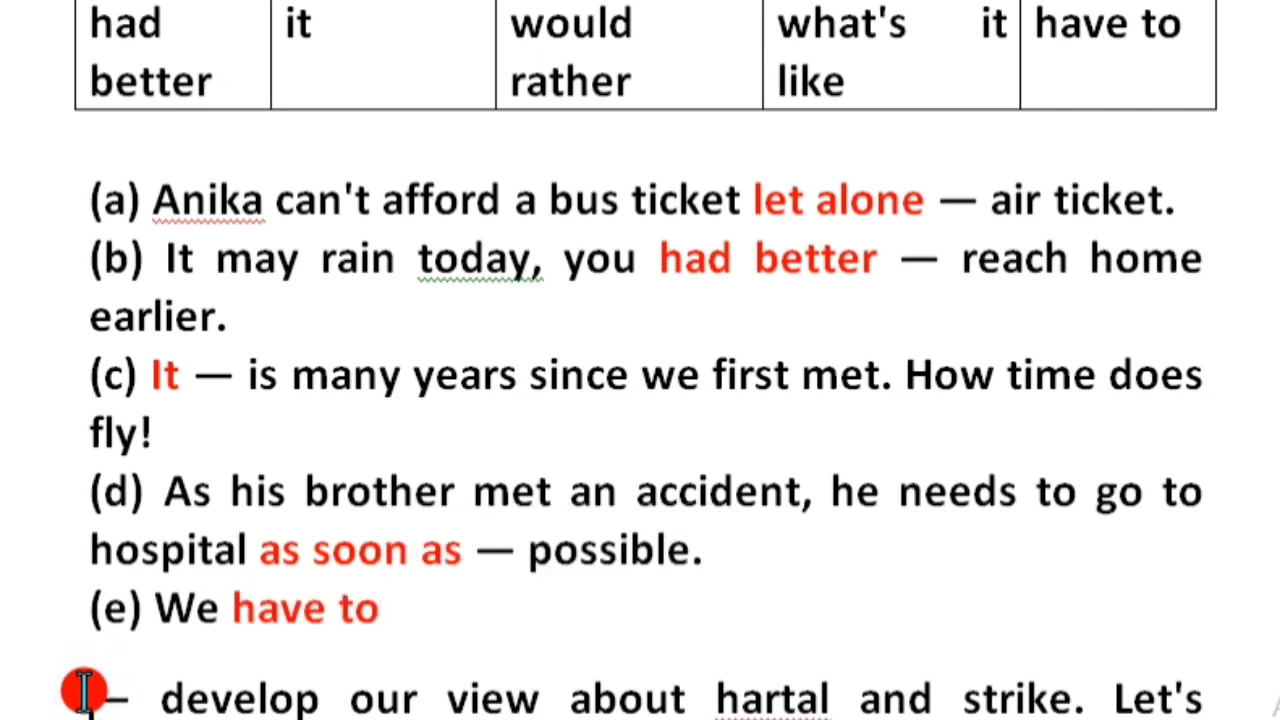 had it would what's it have to
better rather like
(a) Anika can't afford a bus ticket let alone — air ticket.
(b) It may rain today, you had better — reach home
earlier.
(c) It — is many years since we first met. How time does
fly!
(d) As his brother met an accident, he needs to go to
hospital as soon as — possible.
(e) We have to
— develop our view about hartal and strike. Let's